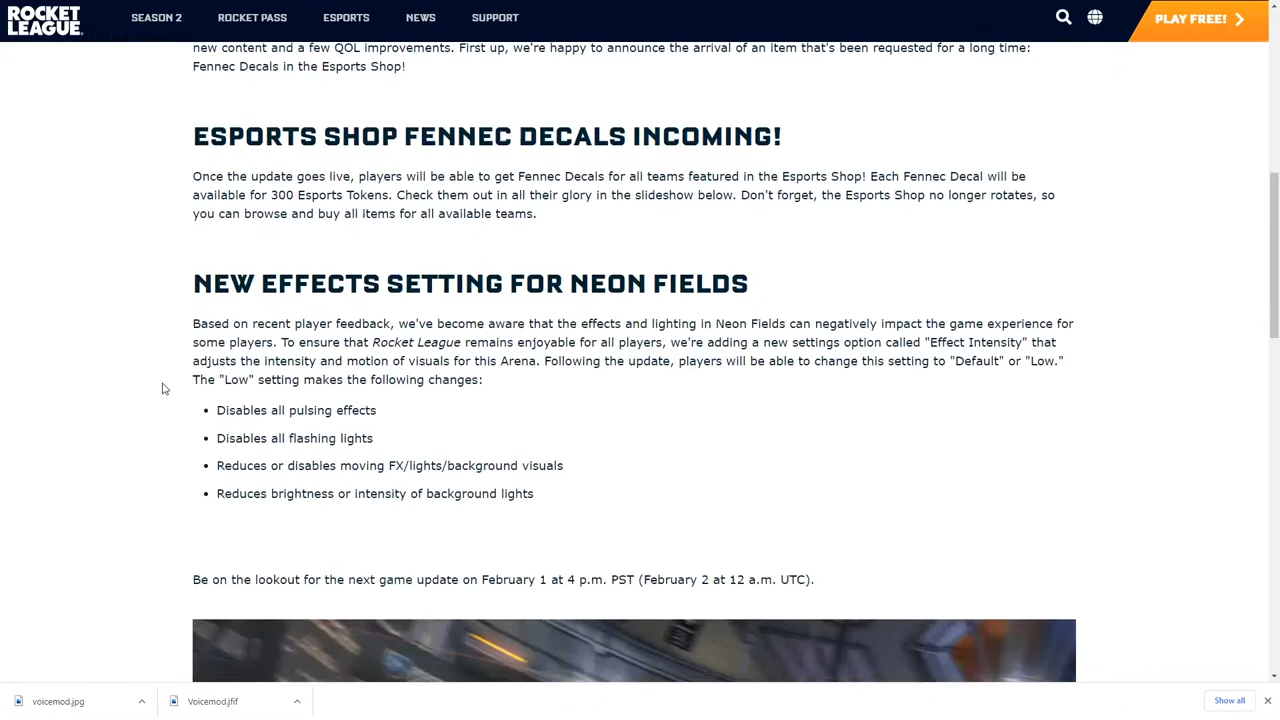 ROCKET
LEAGUE
SEASON 2 ROCKET PASS ESPORTS NEWS SUPPORT PLAY FREE!
new content and a few QOL improvements. First up, we're happy to announce the arrival of an item that's been requested for a long time:
Fennec Decals in the Esports Shop!
ESPORTS SHOP FENNEC DECALS INCOMING!
Once the update goes live, players will be able to get Fennec Decals for all teams featured in the Esports Shop! Each Fennec Decal will be
available for 300 Esports Tokens. Check them out in all their glory in the slideshow below. Don't forget, the Esports Shop no longer rotates, so
you can browse and buy all items for all available teams.
NEW EFFECTS SETTING FOR NEON FIELDS
Based on recent player feedback, we've become aware that the effects and lighting in Neon Fields can negatively impact the game experience for
some players. To ensure that Rocket League remains enjoyable for all players, we're adding a new settings option called "Effect Intensity" that
adjusts the intensity and motion of visuals for this Arena. Following the update, players will be able to change this setting to "Default" or "Low."
The "Low" setting makes the following changes:
• Disables all pulsing effects
• Disables all flashing lights
• Reduces or disables moving FX/lights/background visuals
• Reduces brightness or intensity of background lights
Be on the lookout for the next game update on February 1 at 4 p.m. PST (February 2 at 12 a.m. UTC).
voicemod.jpg Voicemod.jfif Show all